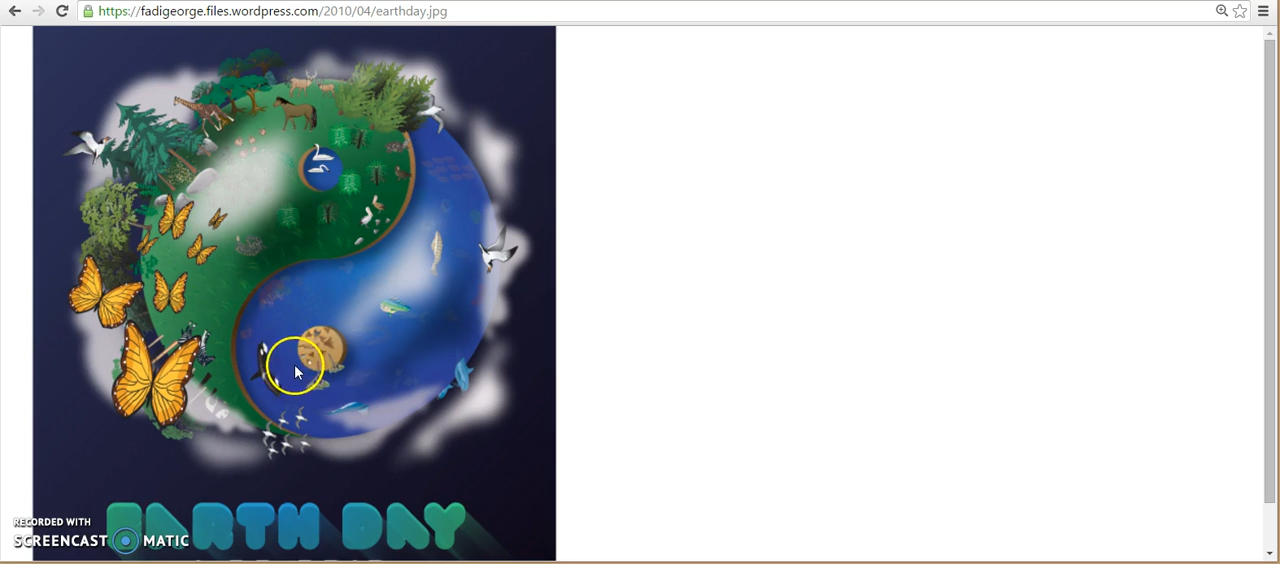 https://fadigeorge.files.wordpress.com/2010/04/earthday.jpg
EARTH DAY
RECORDED WITH
SCREENCAST MATIC